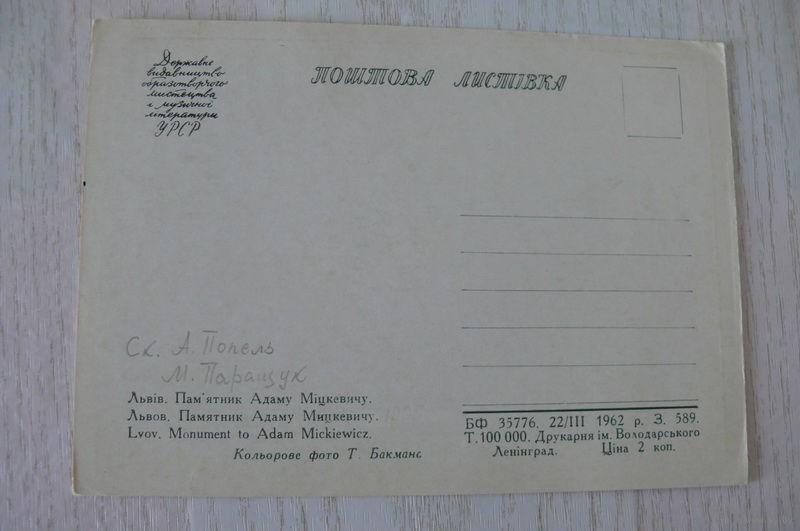 Державне
видавництво
образотворчого
мистецтва
і музичної
літератури
УРСР
ПОШТОВА ЛИСТІВКА
Ск. А. Попель
М. Паращук
Львів. Пам'ятник Адаму Міцкевичу.
Львов. Памятник Адаму Мицкевичу.
Lvov. Monument to Adam Mickiewicz.
Кольорове фото Т. Бакманс
БФ 35776. 22/III 1962 р. З. 589.
Т. 100 000. Друкарня ім. Володарського
Ленінград. Ціна 2 коп.